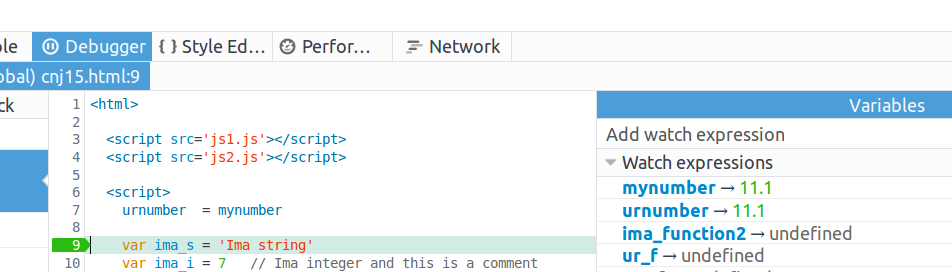 ole Debugger { } Style Ed... Perfor... Network
obal) cnj15.html:9
ck
Variables
1 <html>
2
3 <script src='js1.js'></script>
4 <script src='js2.js'></script>
5
6 <script>
7 urnumber = mynumber
8
9 var ima_s = 'Ima string'
10 var ima_i = 7 // Ima integer and this is a comment
Add watch expression
Watch expressions
mynumber → 11.1
urnumber → 11.1
ima_function2 → undefined
ur_f → undefined